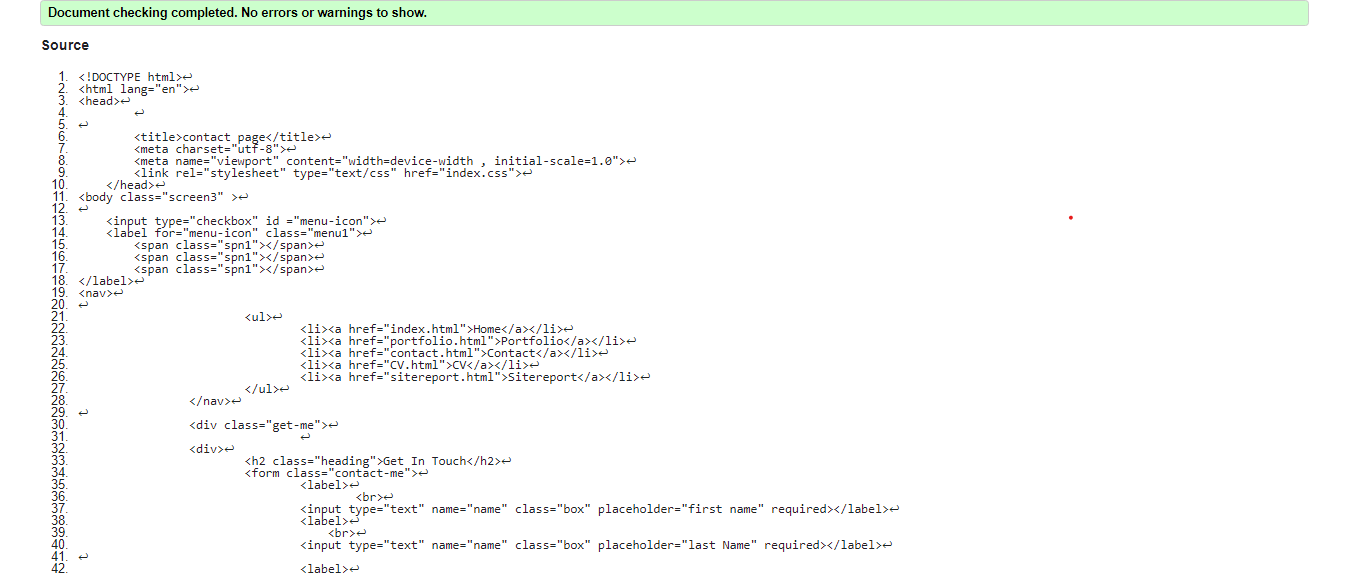 Document checking completed. No errors or warnings to show.
Source
1. <!DOCTYPE html>↩
2. <html lang="en">↩
3. <head>↩
4. ↩
5. ↩
6. <title>contact page</title>↩
7. <meta charset="utf-8">↩
8. <meta name="viewport" content="width=device-width , initial-scale=1.0">↩
9. <link rel="stylesheet" type="text/css" href="index.css">↩
10. </head>↩
11. <body class="screen3" >↩
12. ↩
13. <input type="checkbox" id ="menu-icon">↩
14. <label for="menu-icon" class="menu1">↩
15. <span class="spn1"></span>↩
16. <span class="spn1"></span>↩
17. <span class="spn1"></span>↩
18. </label>↩
19. <nav>↩
20. ↩
21. <ul>↩
22. <li><a href="index.html">Home</a></li>↩
23. <li><a href="portfolio.html">Portfolio</a></li>↩
24. <li><a href="contact.html">Contact</a></li>↩
25. <li><a href="CV.html">CV</a></li>↩
26. <li><a href="sitereport.html">Sitereport</a></li>↩
27. </ul>↩
28. </nav>↩
29. ↩
30. <div class="get-me">↩
31. ↩
32. <div>↩
33. <h2 class="heading">Get In Touch</h2>↩
34. <form class="contact-me">↩
35. <label>↩
36. <br>↩
37. <input type="text" name="name" class="box" placeholder="first name" required></label>↩
38. <label>↩
39. <br>↩
40. <input type="text" name="name" class="box" placeholder="last Name" required></label>↩
41. ↩
42. <label>↩